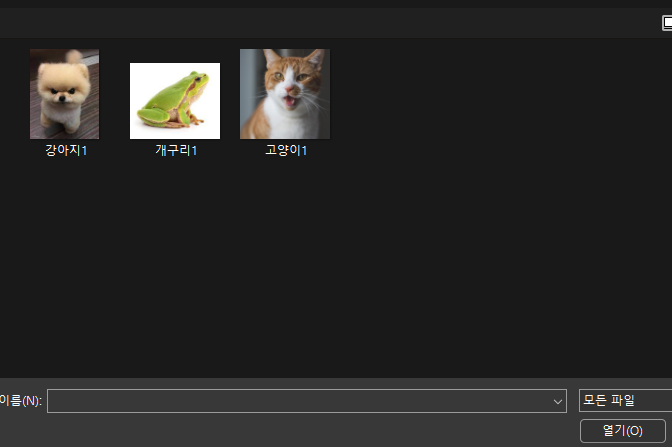 강아지1
개구리1
고양이1
이름(N):
모든 파일
열기(O)